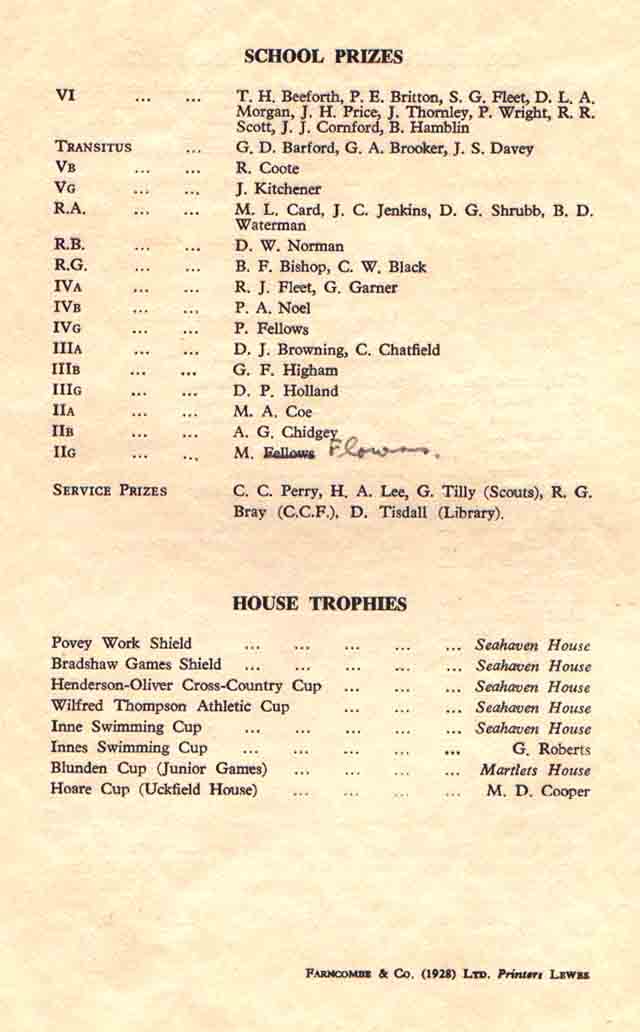 SCHOOL PRIZES
VI ... ... T. H. Beeforth, P. E. Britton, S. G. Fleet, D. L. A.
Morgan, J. H. Price, J. Thornley, P. Wright, R. R.
Scott, J. J. Cornford, B. Hamblin
TRANSITUS ... G. D. Barford, G. A. Brooker, J. S. Davey
VB ... ... R. Coote
VG ... ... J. Kitchener
R.A. ... ... M. L. Card, J. C. Jenkins, D. G. Shrubb, B. D.
Waterman
R.B. ... ... D. W. Norman
R.G. ... ... B. F. Bishop, C. W. Black
IVA ... ... R. J. Fleet, G. Garner
IVB ... ... P. A. Noel
IVG ... ... P. Fellows
IIIA ... ... D. J. Browning, C. Chatfield
IIIB ... ... G. F. Higham
IIIG ... ... D. P. Holland
IIA ... ... M. A. Coe
IIB ... ... A. G. Chidgey
IIG ... ... M. Fellows Flowers.
SERVICE PRIZES C. C. Perry, H. A. Lee, G. Tilly (Scouts), R. G.
Bray (C.C.F.), D. Tisdall (Library).
HOUSE TROPHIES
Povey Work Shield ... ... ... ... ... Seahaven House
Bradshaw Games Shield ... ... ... ... ... Seahaven House
Henderson-Oliver Cross-Country Cup ... ... ... Seahaven House
Wilfred Thompson Athletic Cup ... ... ... Seahaven House
Inne Swimming Cup ... ... ... ... ... Seahaven House
Innes Swimming Cup ... ... ... ... ... G. Roberts
Blunden Cup (Junior Games) ... ... ... ... Martlets House
Hoare Cup (Uckfield House) ... ... ... ... M. D. Cooper
FARNCOMBE & CO. (1928) LTD. Printers LEWES